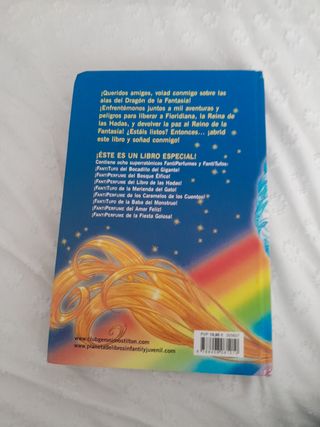 ¡Queridos amigos, volad conmigo sobre las
alas del Dragón de la Fantasía!
¡Enfrentémonos juntos a mil aventuras y
peligros para liberar a Floridiana, la Reina de
las Hadas, y devolver la paz al Reino de la
Fantasía! ¿Estáis listos? Entonces... ¡abrid
este libro y soñad conmigo!
¡ÉSTE ES UN LIBRO ESPECIAL!
Contiene ocho superratónicos FantiPerfumes y FantiTufos:
¡FANTITUFO del Bocadillo del Gigante!
¡FANTIPERFUME del Bosque Élfico!
¡FANTIPERFUME del Libro de las Hadas!
¡FANTITUFO de la Merienda del Gato!
¡FANTIPERFUME de los Caramelos de los Cuentos!
¡FANTITUFO de la Baba del Monstruo!
¡FANTIPERFUME del Amor Feliz!
¡FANTIPERFUME de la Fiesta Golosa!
www.clubgeronimostilton.com
www.planetadelibrosinfantilyjuvenil.com
PVP